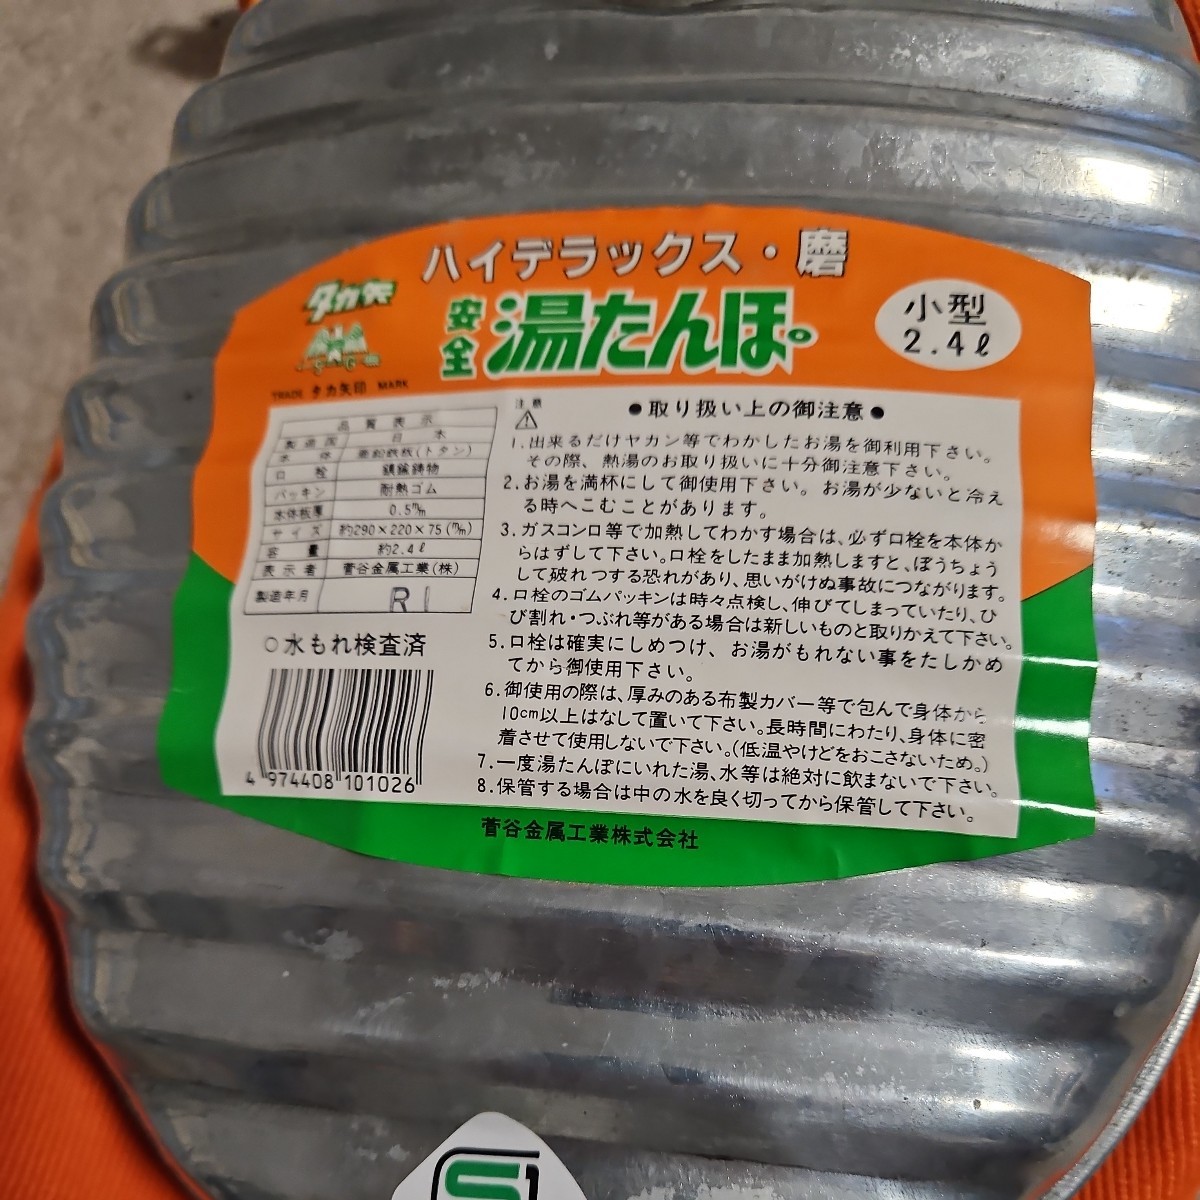 ハイデラックス・磨
タカ矢
安全 湯たんぽ
小型
2.4ℓ
TRADE タカ矢印 MARK
品質表示
製造国 日本
本体 亜鉛鉄板(トタン)
口栓 鋳物
パッキン 耐熱ゴム
本体板厚 0.5m/m
サイズ 約290×220×75(m/m)
容量 約2.4ℓ
表示者 菅谷金属工業(株)
製造年月 R1
○水もれ検査済
4 974408 101026
注意
●取り扱い上の御注意●
1.出来るだけヤカン等でわかしたお湯を御利用下さい。
その際、熱湯のお取り扱いに十分御注意下さい。
2.お湯を満杯にして御使用下さい。お湯が少ないと冷え
る時へこむことがあります。
3.ガスコンロ等で加熱してわかす場合は、必ず口栓を本体か
らはずして下さい。口栓をしたまま加熱しますと、ぼうちょう
して破れつする恐れがあり、思いがけぬ事故につながります。
4.口栓のゴムパッキンは時々点検し、伸びてしまっていたり、ひ
び割れ・つぶれ等がある場合は新しいものと取りかえて下さい。
5.口栓は確実にしめつけ、お湯がもれない事をたしかめ
てから御使用下さい。
6.御使用の際は、厚みのある布製カバー等で包んで身体から
10cm以上はなして置いて下さい。長時間にわたり、身体に密
着させて使用しないで下さい。(低温やけどをおこさないため。)
7.一度湯たんぽにいれた湯、水等は絶対に飲まないで下さい。
8.保管する場合は中の水を良く切ってから保管して下さい。
菅谷金属工業株式会社